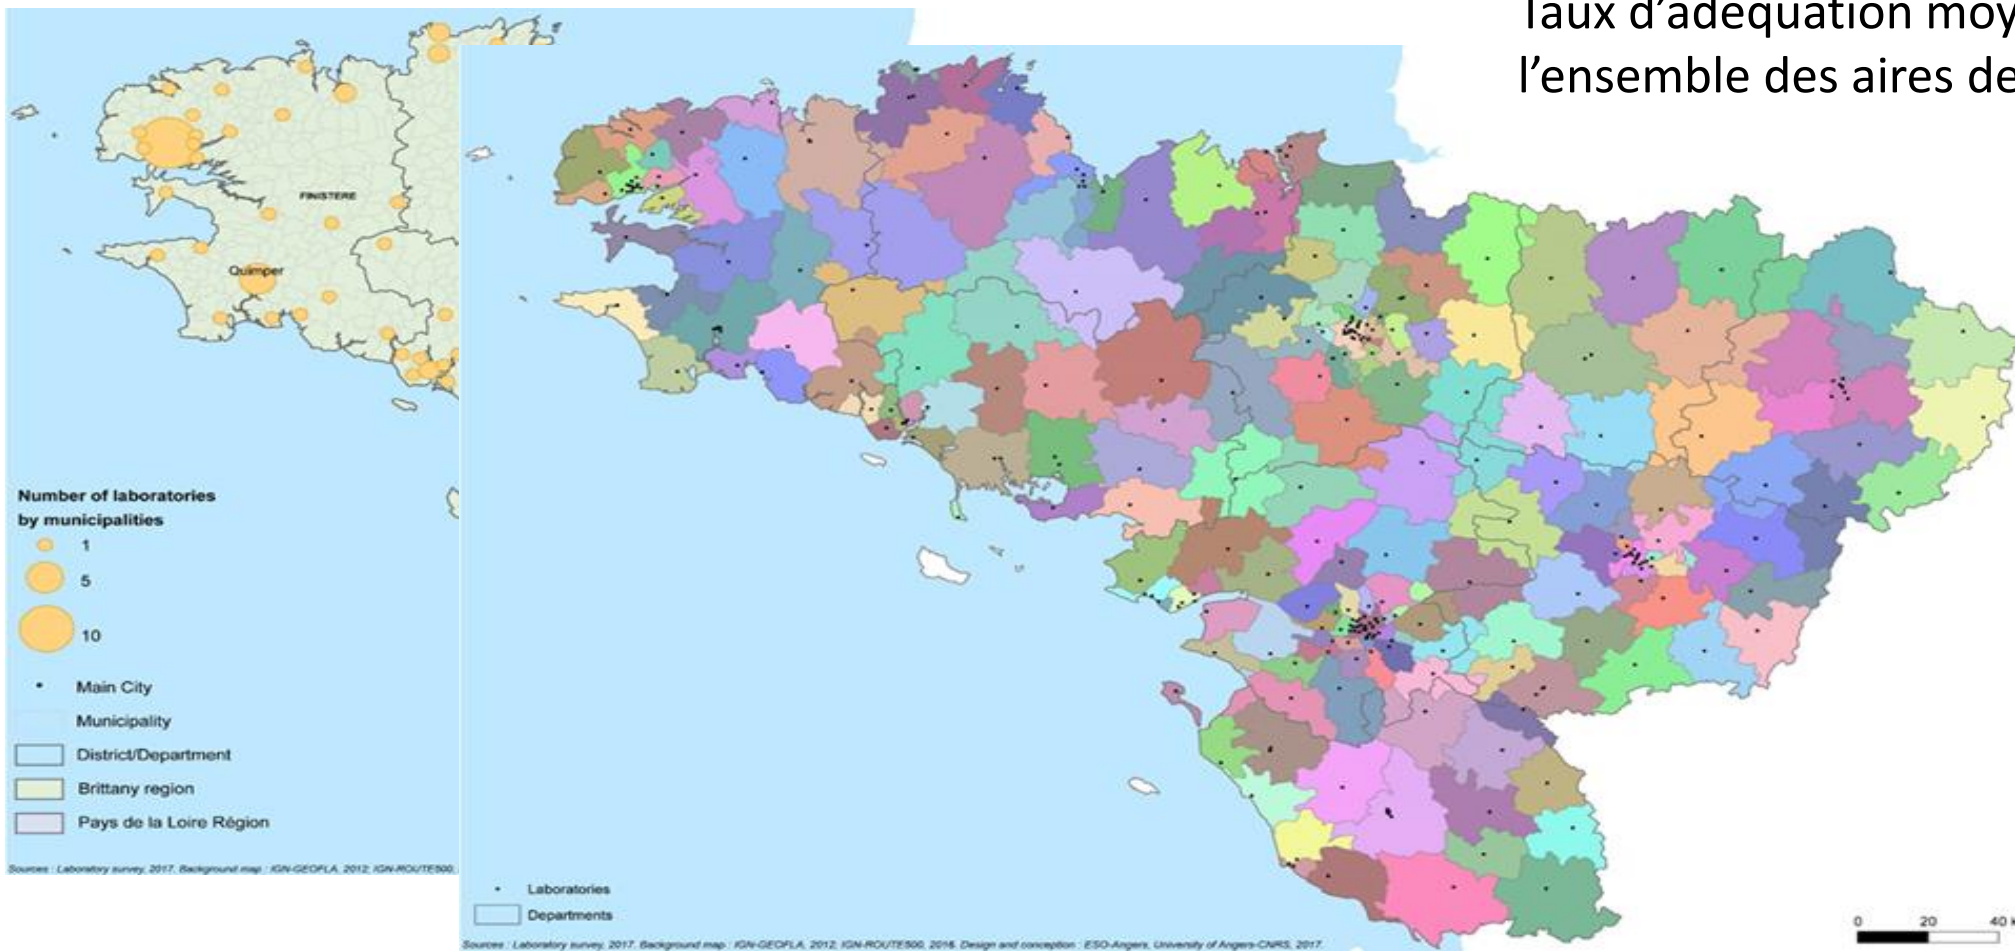 Taux d’adéquation moy
l’ensemble des aires de
FINISTERE
Quimper
Number of laboratories
by municipalities
1
5
10
Main City
Municipality
District/Department
Brittany region
Pays de la Loire Région
Sources : Laboratory survey, 2017. Background map : IGN-GEOFLA, 2012; IGN-ROUTE500,
Laboratories
Departments
0 20 40 k
Sources : Laboratory survey, 2017. Background map : IGN-GEOFLA, 2012; IGN-ROUTE500, 2016. Design and conception : ESO-Angers, University of Angers-CNRS, 2017.